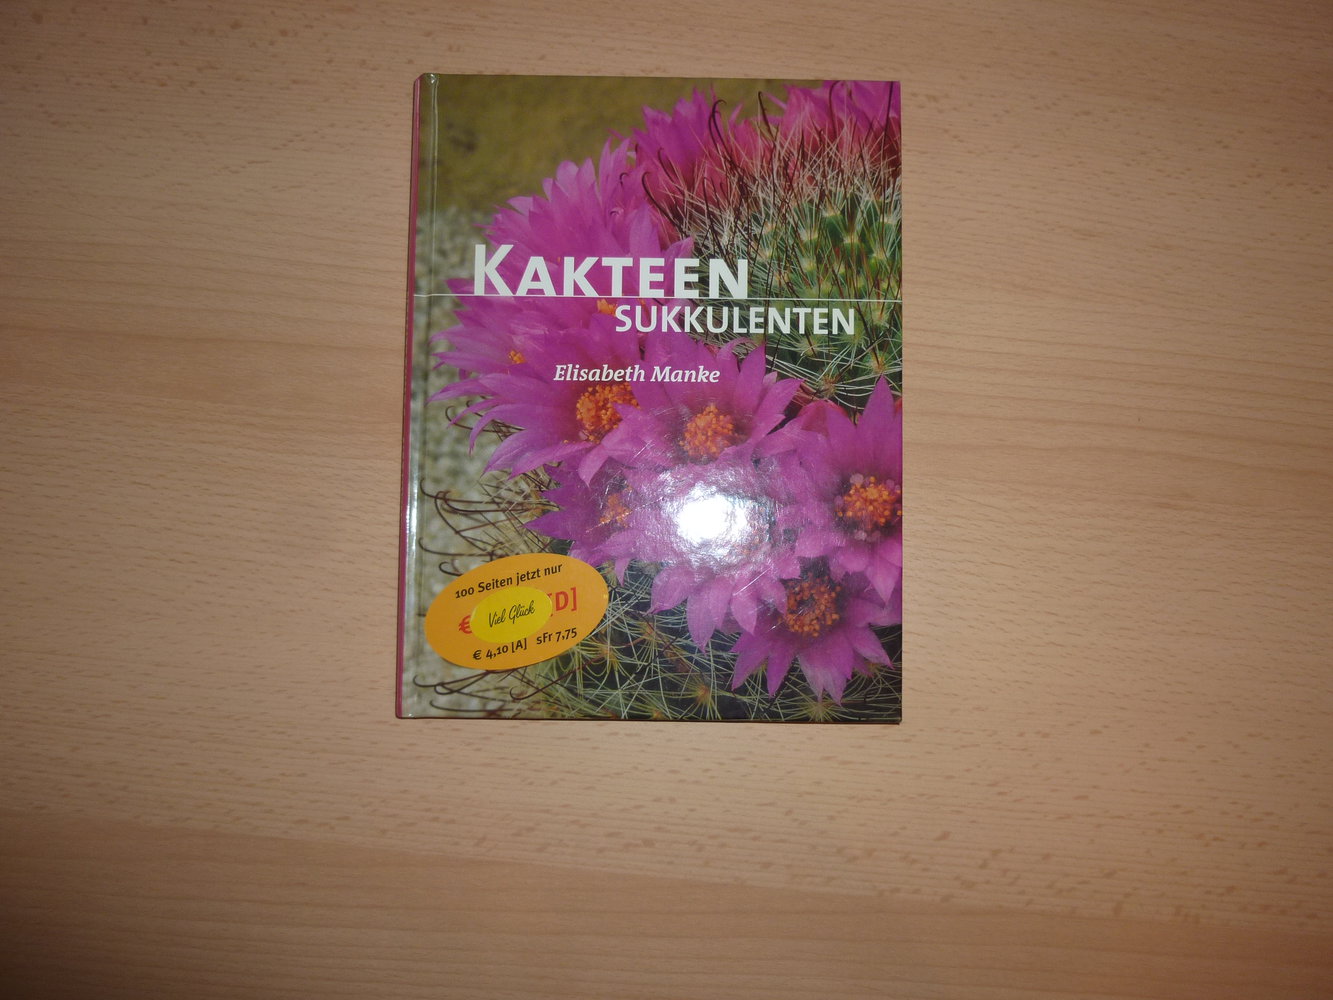 KAKTEEN
SUKKULENTEN
Elisabeth Manke
100 Seiten jetzt nur
€ [D]
Viel Glück
€ 4,10 [A] sFr 7,75